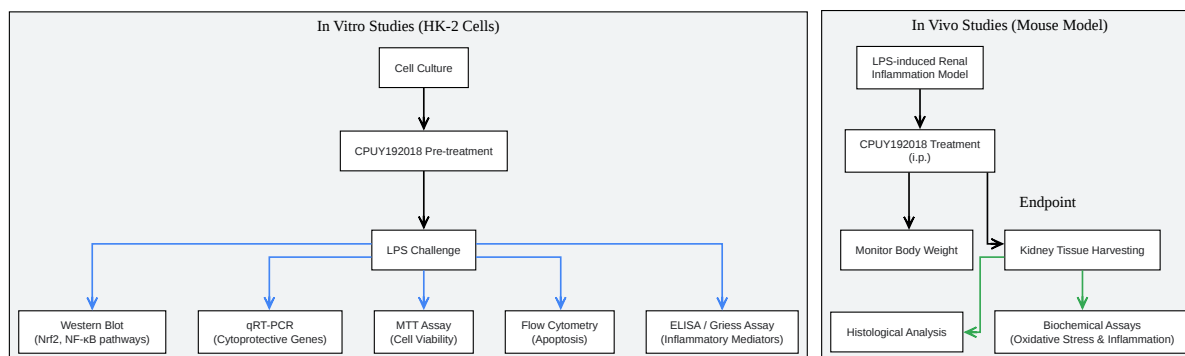 In Vitro Studies (HK-2 Cells)
Cell Culture
CPUY192018 Pre-treatment
LPS Challenge
Western Blot
(Nrf2, NF-κB pathways)
qRT-PCR
(Cytoprotective Genes)
MTT Assay
(Cell Viability)
Flow Cytometry
(Apoptosis)
ELISA / Griess Assay
(Inflammatory Mediators)
In Vivo Studies (Mouse Model)
LPS-induced Renal
Inflammation Model
CPUY192018 Treatment
(i.p.)
Endpoint
Monitor Body Weight
Kidney Tissue Harvesting
Histological Analysis
Biochemical Assays
(Oxidative Stress & Inflammation)